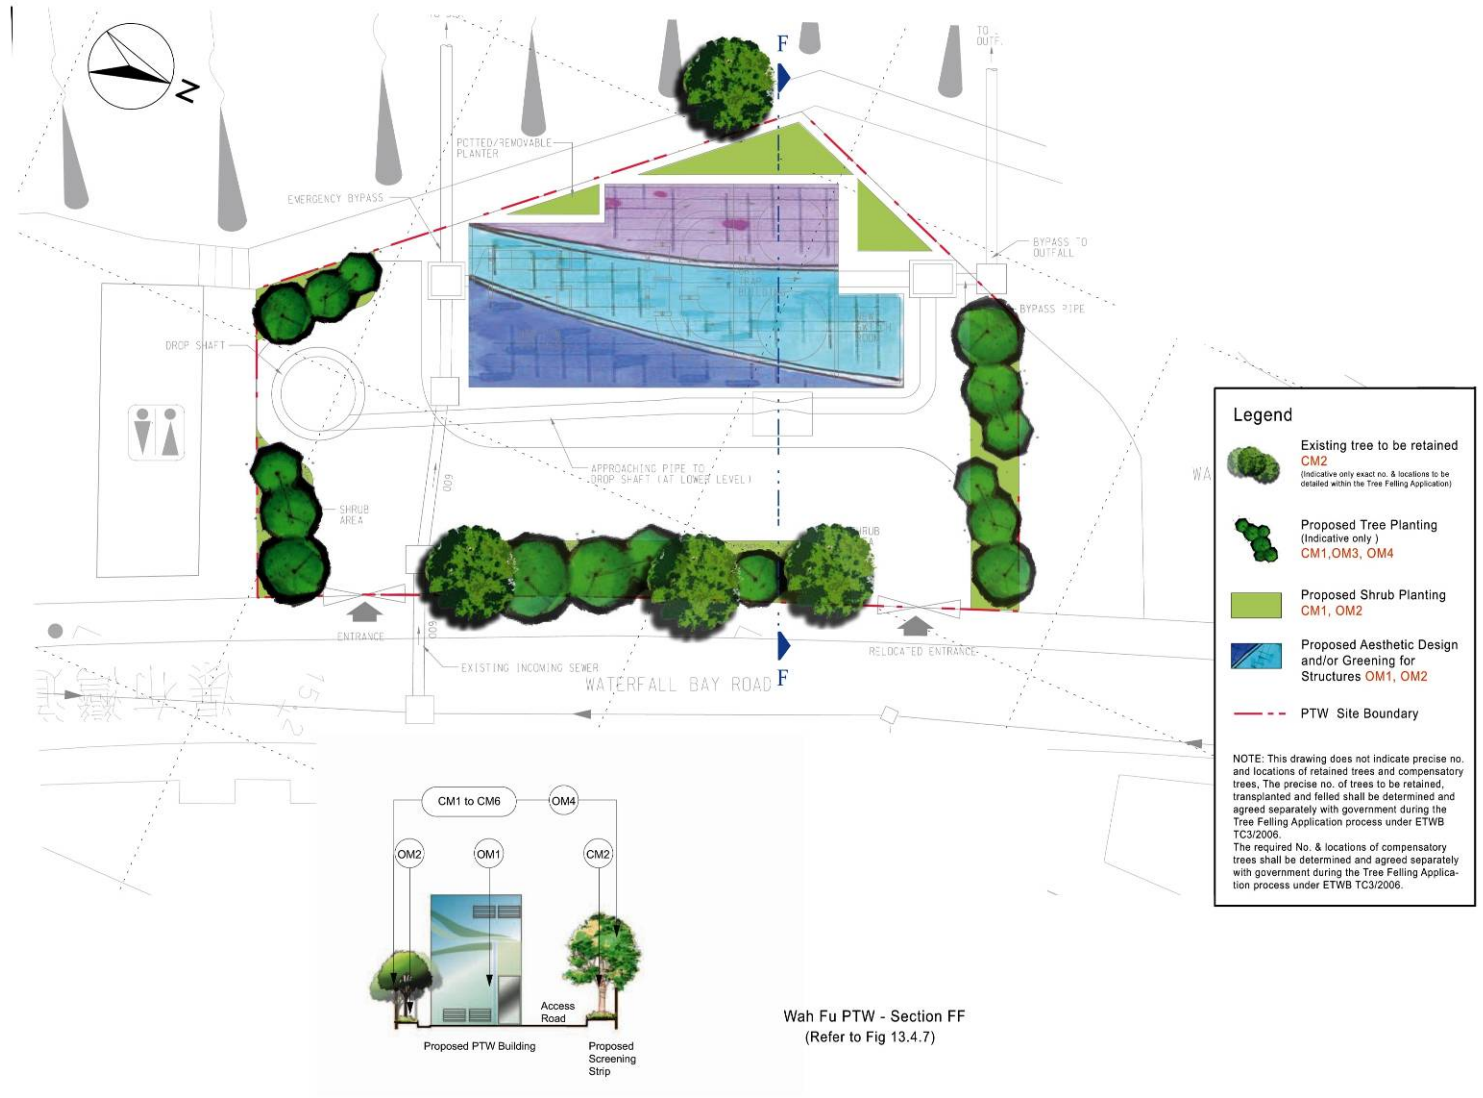 F
TO
OUTF.
N
POTTED/REMOVABLE
PLANTER
EMERGENCY BYPASS
BYPASS TO
OUTFALL
BYPASS PIPE
DROP SHAFT
APPROACHING PIPE TO
DROP SHAFT (AT LOWER LEVEL)
600
SHRUB
AREA
ENTRANCE
600
EXISTING INCOMING SEWER
RELOCATED ENTRANCE
WATERFALL BAY ROAD
F
WA
Legend
Existing tree to be retained
CM2
(Indicative only exact no. & locations to be
detailed within the Tree Felling Application)
Proposed Tree Planting
(Indicative only )
CM1,OM3, OM4
Proposed Shrub Planting
CM1, OM2
Proposed Aesthetic Design
and/or Greening for
Structures OM1, OM2
PTW Site Boundary
NOTE: This drawing does not indicate precise no.
and locations of retained trees and compensatory
trees, The precise no. of trees to be retained,
transplanted and felled shall be determined and
agreed separately with government during the
Tree Felling Application process under ETWB
TC3/2006.
The required No. & locations of compensatory
trees shall be determined and agreed separately
with government during the Tree Felling Applica-
tion process under ETWB TC3/2006.
CM1 to CM6
OM4
OM2
OM1
CM2
Access
Road
Proposed PTW Building
Proposed
Screening
Strip
Wah Fu PTW - Section FF
(Refer to Fig 13.4.7)